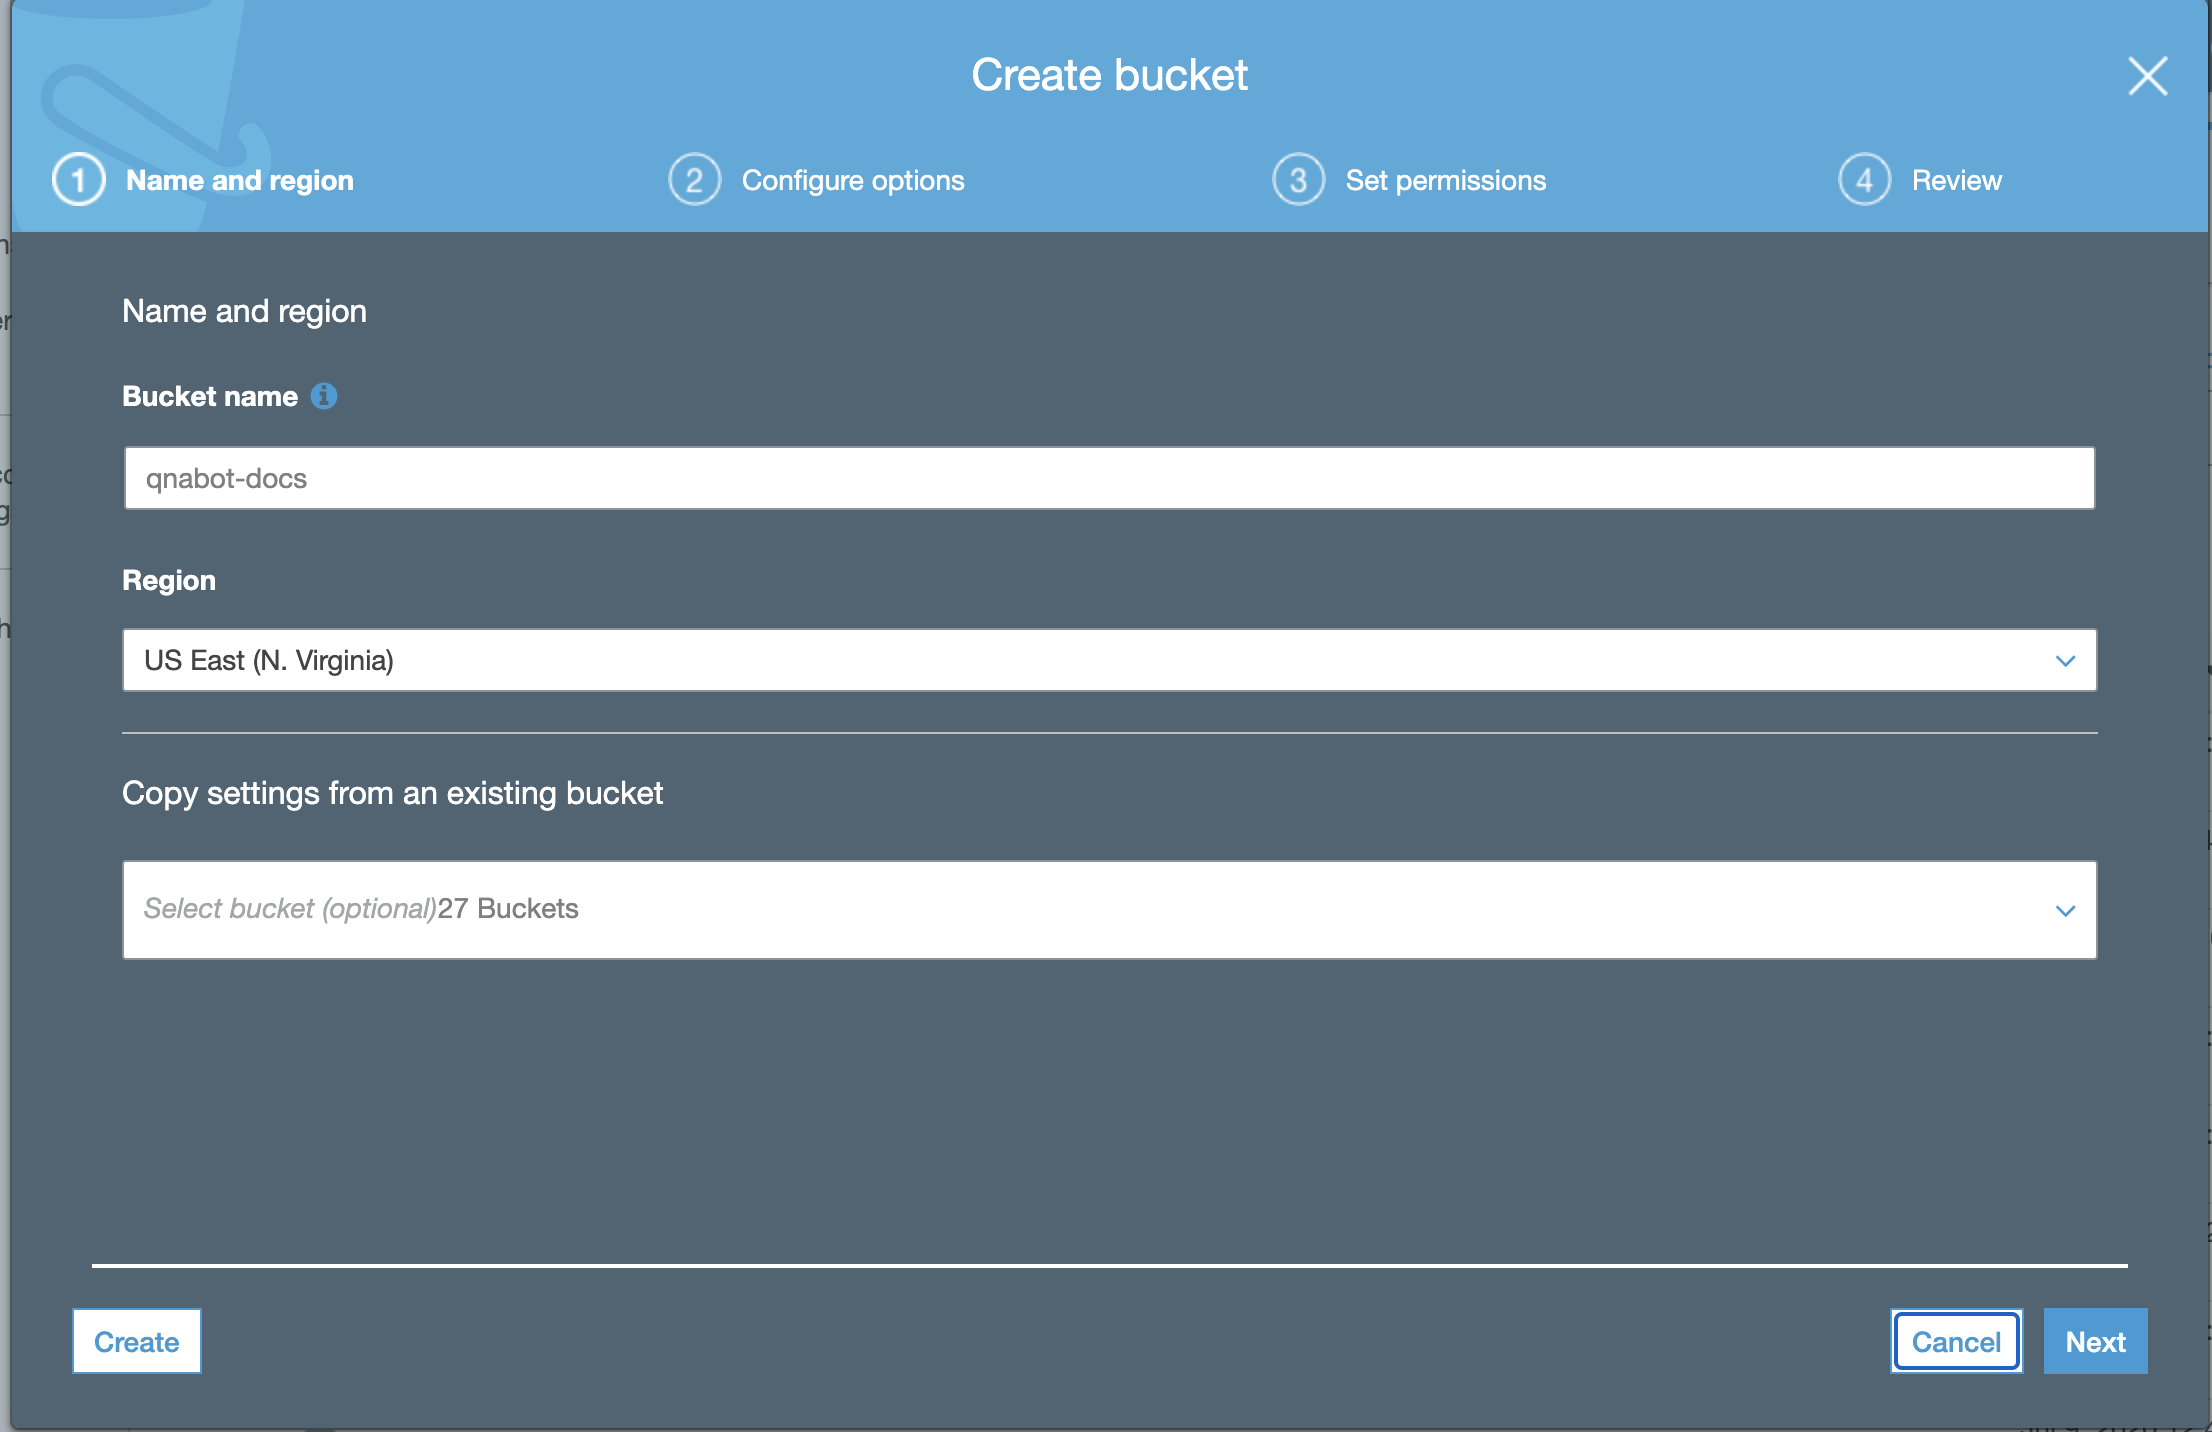 Create bucket
1 Name and region
2 Configure options
3 Set permissions
4 Review
Name and region
Bucket name i
qnabot-docs
Region
US East (N. Virginia)
Copy settings from an existing bucket
Select bucket (optional)27 Buckets
Create
Cancel
Next